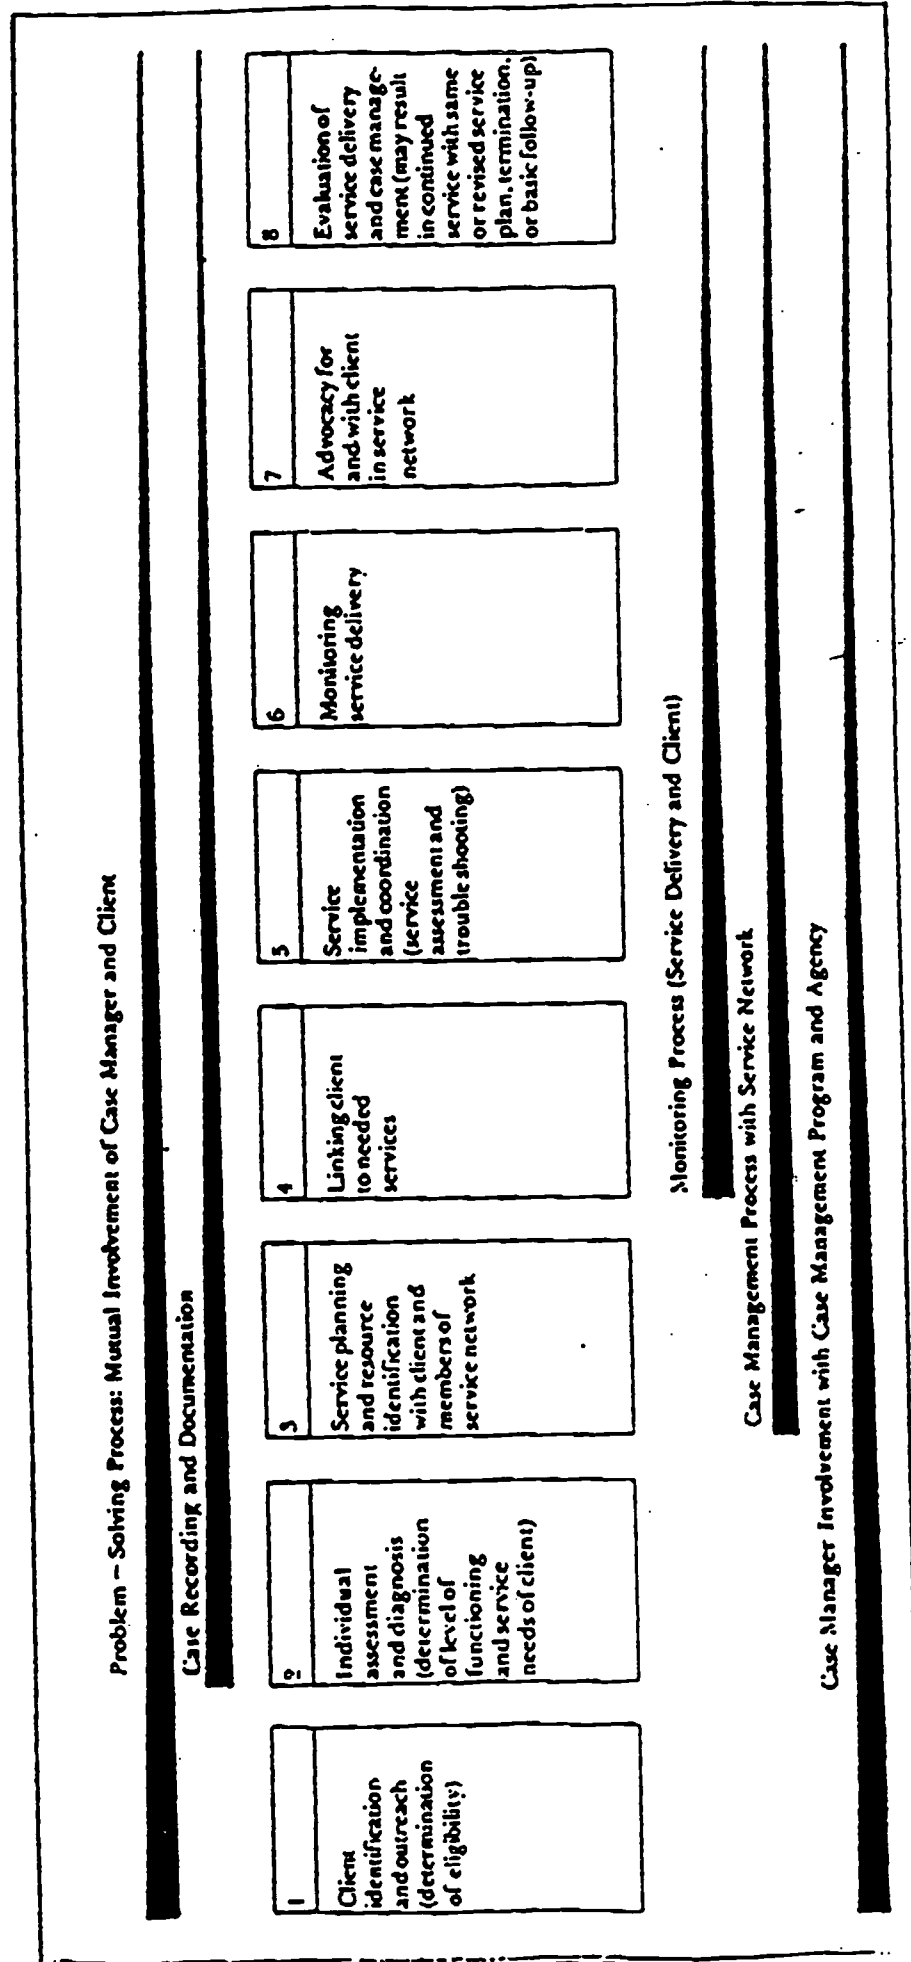 Problem – Solving Process: Mutual Involvement of Case Manager and Client
Case Recording and Documentation
1
Client
identification
and outreach
(determination
of eligibility)
2
Individual
assessment
and diagnosis
(determination
of level of
functioning
and service
needs of client)
3
Service planning
and resource
identification
with client and
members of
service network
4
Linking client
to needed
services
5
Service
implementation
and coordination
(service
assessment and
trouble shooting)
6
Monitoring
service delivery
7
Advocacy for
and with client
in service
network
8
Evaluation of
service delivery
and case manage-
ment (may result
in continued
service with same
or revised service
plan, termination,
or basic follow-up)
Monitoring Process (Service Delivery and Client)
Case Management Process with Service Network
Case Manager Involvement with Case Management Program and Agency